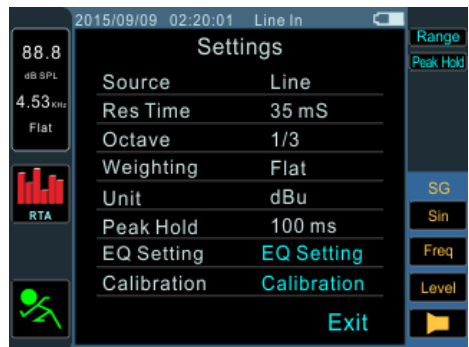 2015/09/09 02:20:01 Line In
88.8
dB SPL
4.53 KHz
Flat
RTA
Settings
Source Line
Res Time 35 mS
Octave 1/3
Weighting Flat
Unit dBu
Peak Hold 100 ms
EQ Setting EQ Setting
Calibration Calibration
Exit
Range
Peak Hold
SG
Sin
Freq
Level